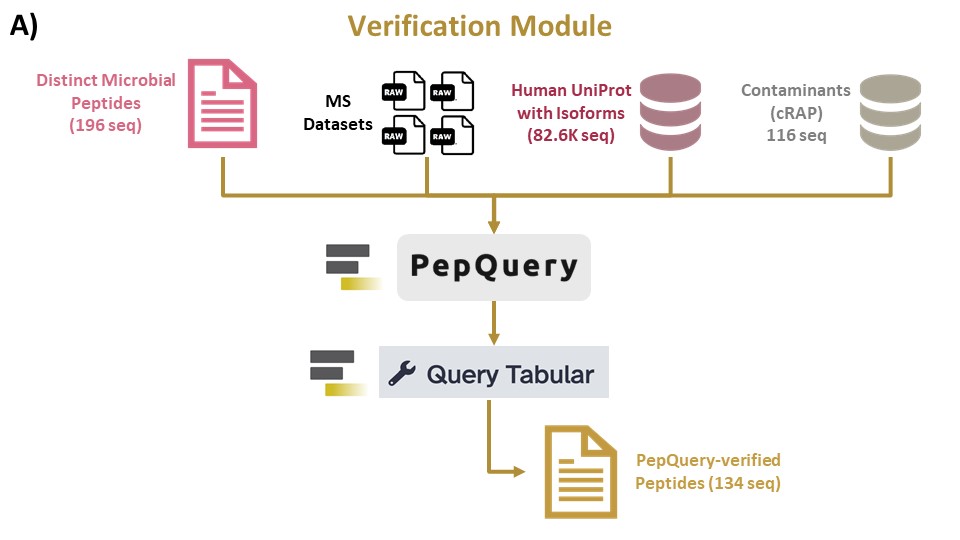 A)
Verification Module
Distinct Microbial
Peptides
(196 seq)
MS
Datasets
RAW
RAW
RAW
RAW
Human UniProt
with Isoforms
(82.6K seq)
Contaminants
(cRAP)
116 seq
PepQuery
Query Tabular
PepQuery-verified
Peptides (134 seq)